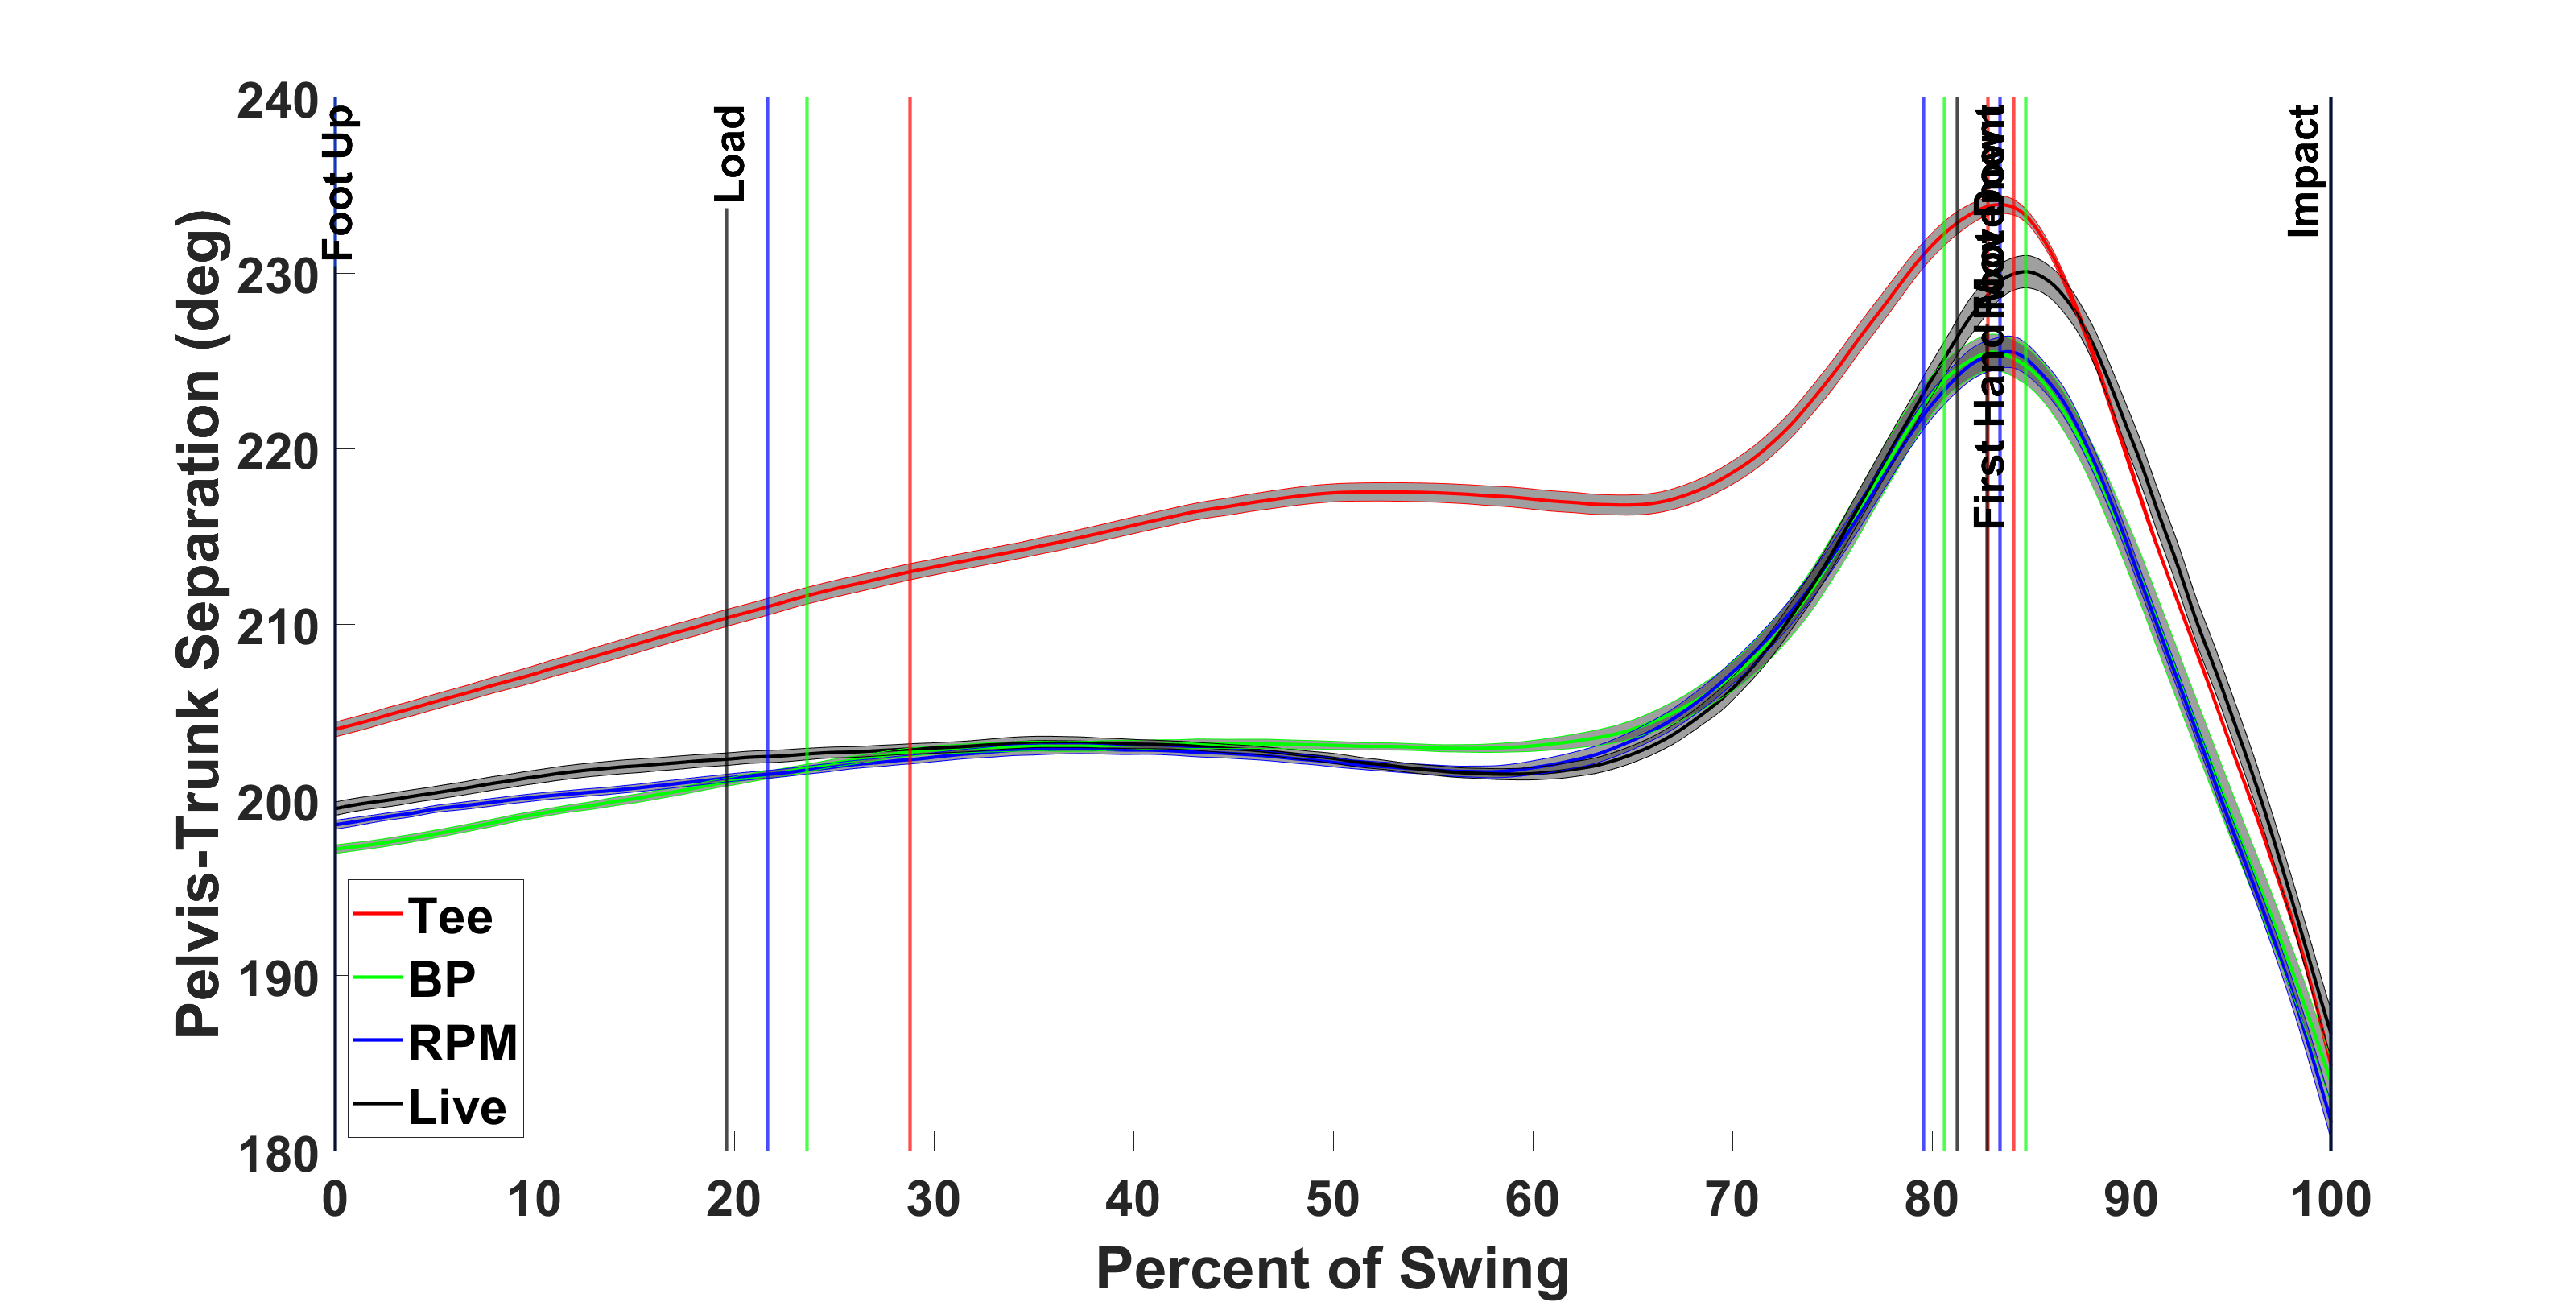 240
230
220
210
200
190
180
Pelvis-Trunk Separation (deg)
Foot Up
Load
First Hand Movement
Impact
Tee
BP
RPM
Live
0 10 20 30 40 50 60 70 80 90 100
Percent of Swing